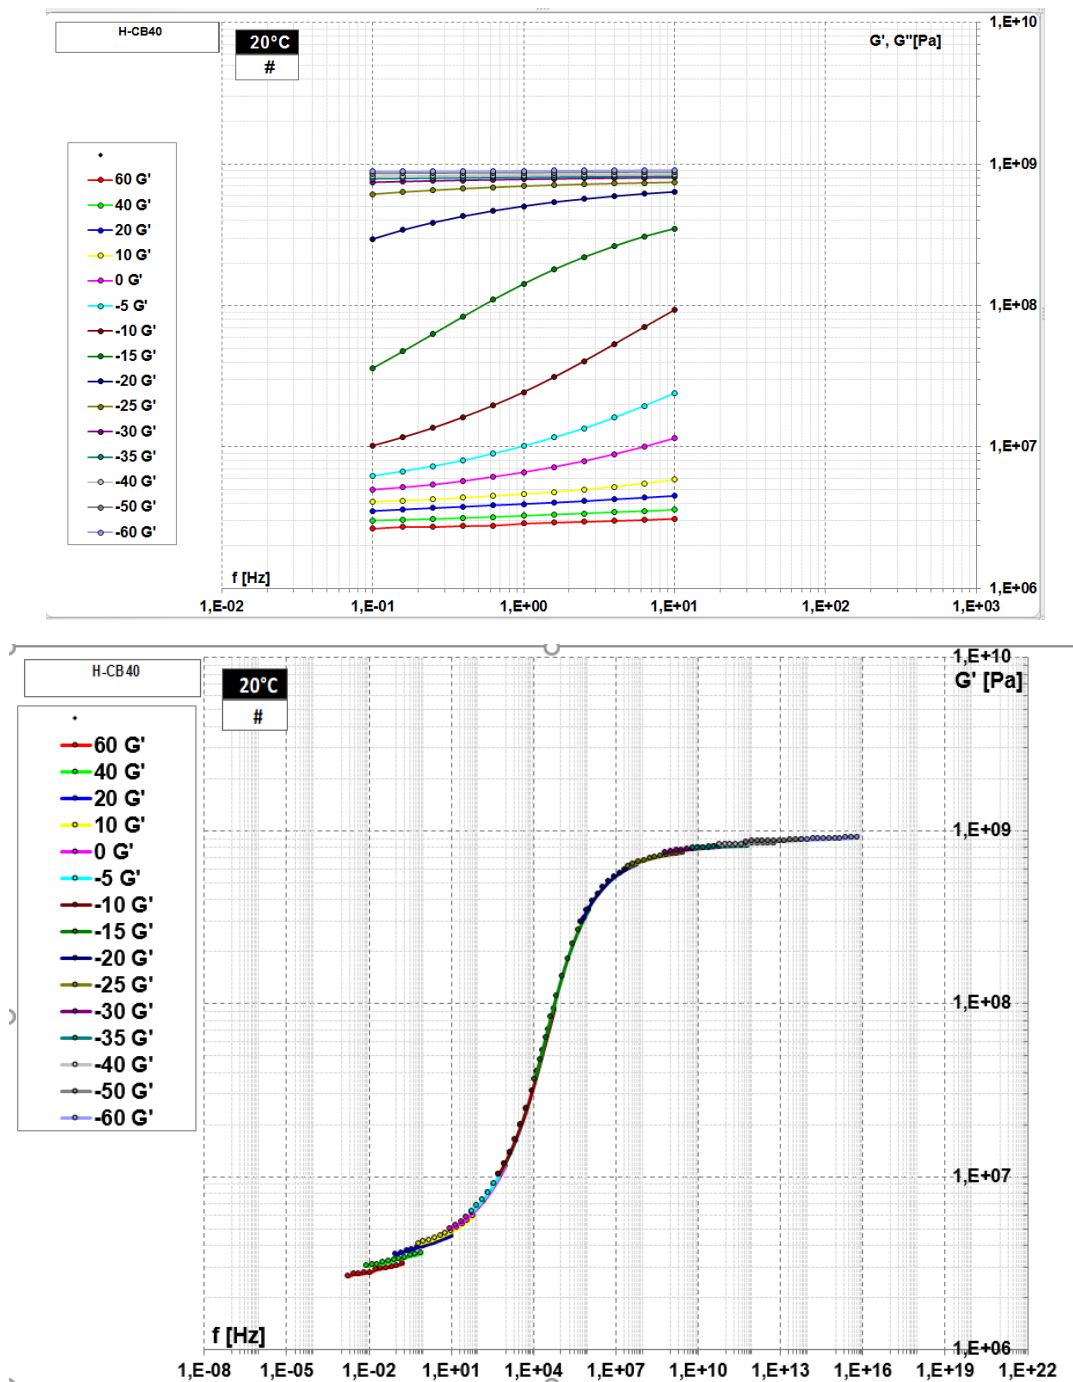 H-CB40
20°C
#
G', G''[Pa]
1,E+10
1,E+09
1,E+08
1,E+07
1,E+06
60 G'
40 G'
20 G'
10 G'
0 G'
-5 G'
-10 G'
-15 G'
-20 G'
-25 G'
-30 G'
-35 G'
-40 G'
-50 G'
-60 G'
f [Hz]
1,E-02 1,E-01 1,E+00 1,E+01 1,E+02 1,E+03
H-CB40
20°C
#
1,E+10
G' [Pa]
1,E+09
1,E+08
1,E+07
1,E+06
60 G'
40 G'
20 G'
10 G'
0 G'
-5 G'
-10 G'
-15 G'
-20 G'
-25 G'
-30 G'
-35 G'
-40 G'
-50 G'
-60 G'
f [Hz]
1,E-08 1,E-05 1,E-02 1,E+01 1,E+04 1,E+07 1,E+10 1,E+13 1,E+16 1,E+19 1,E+22